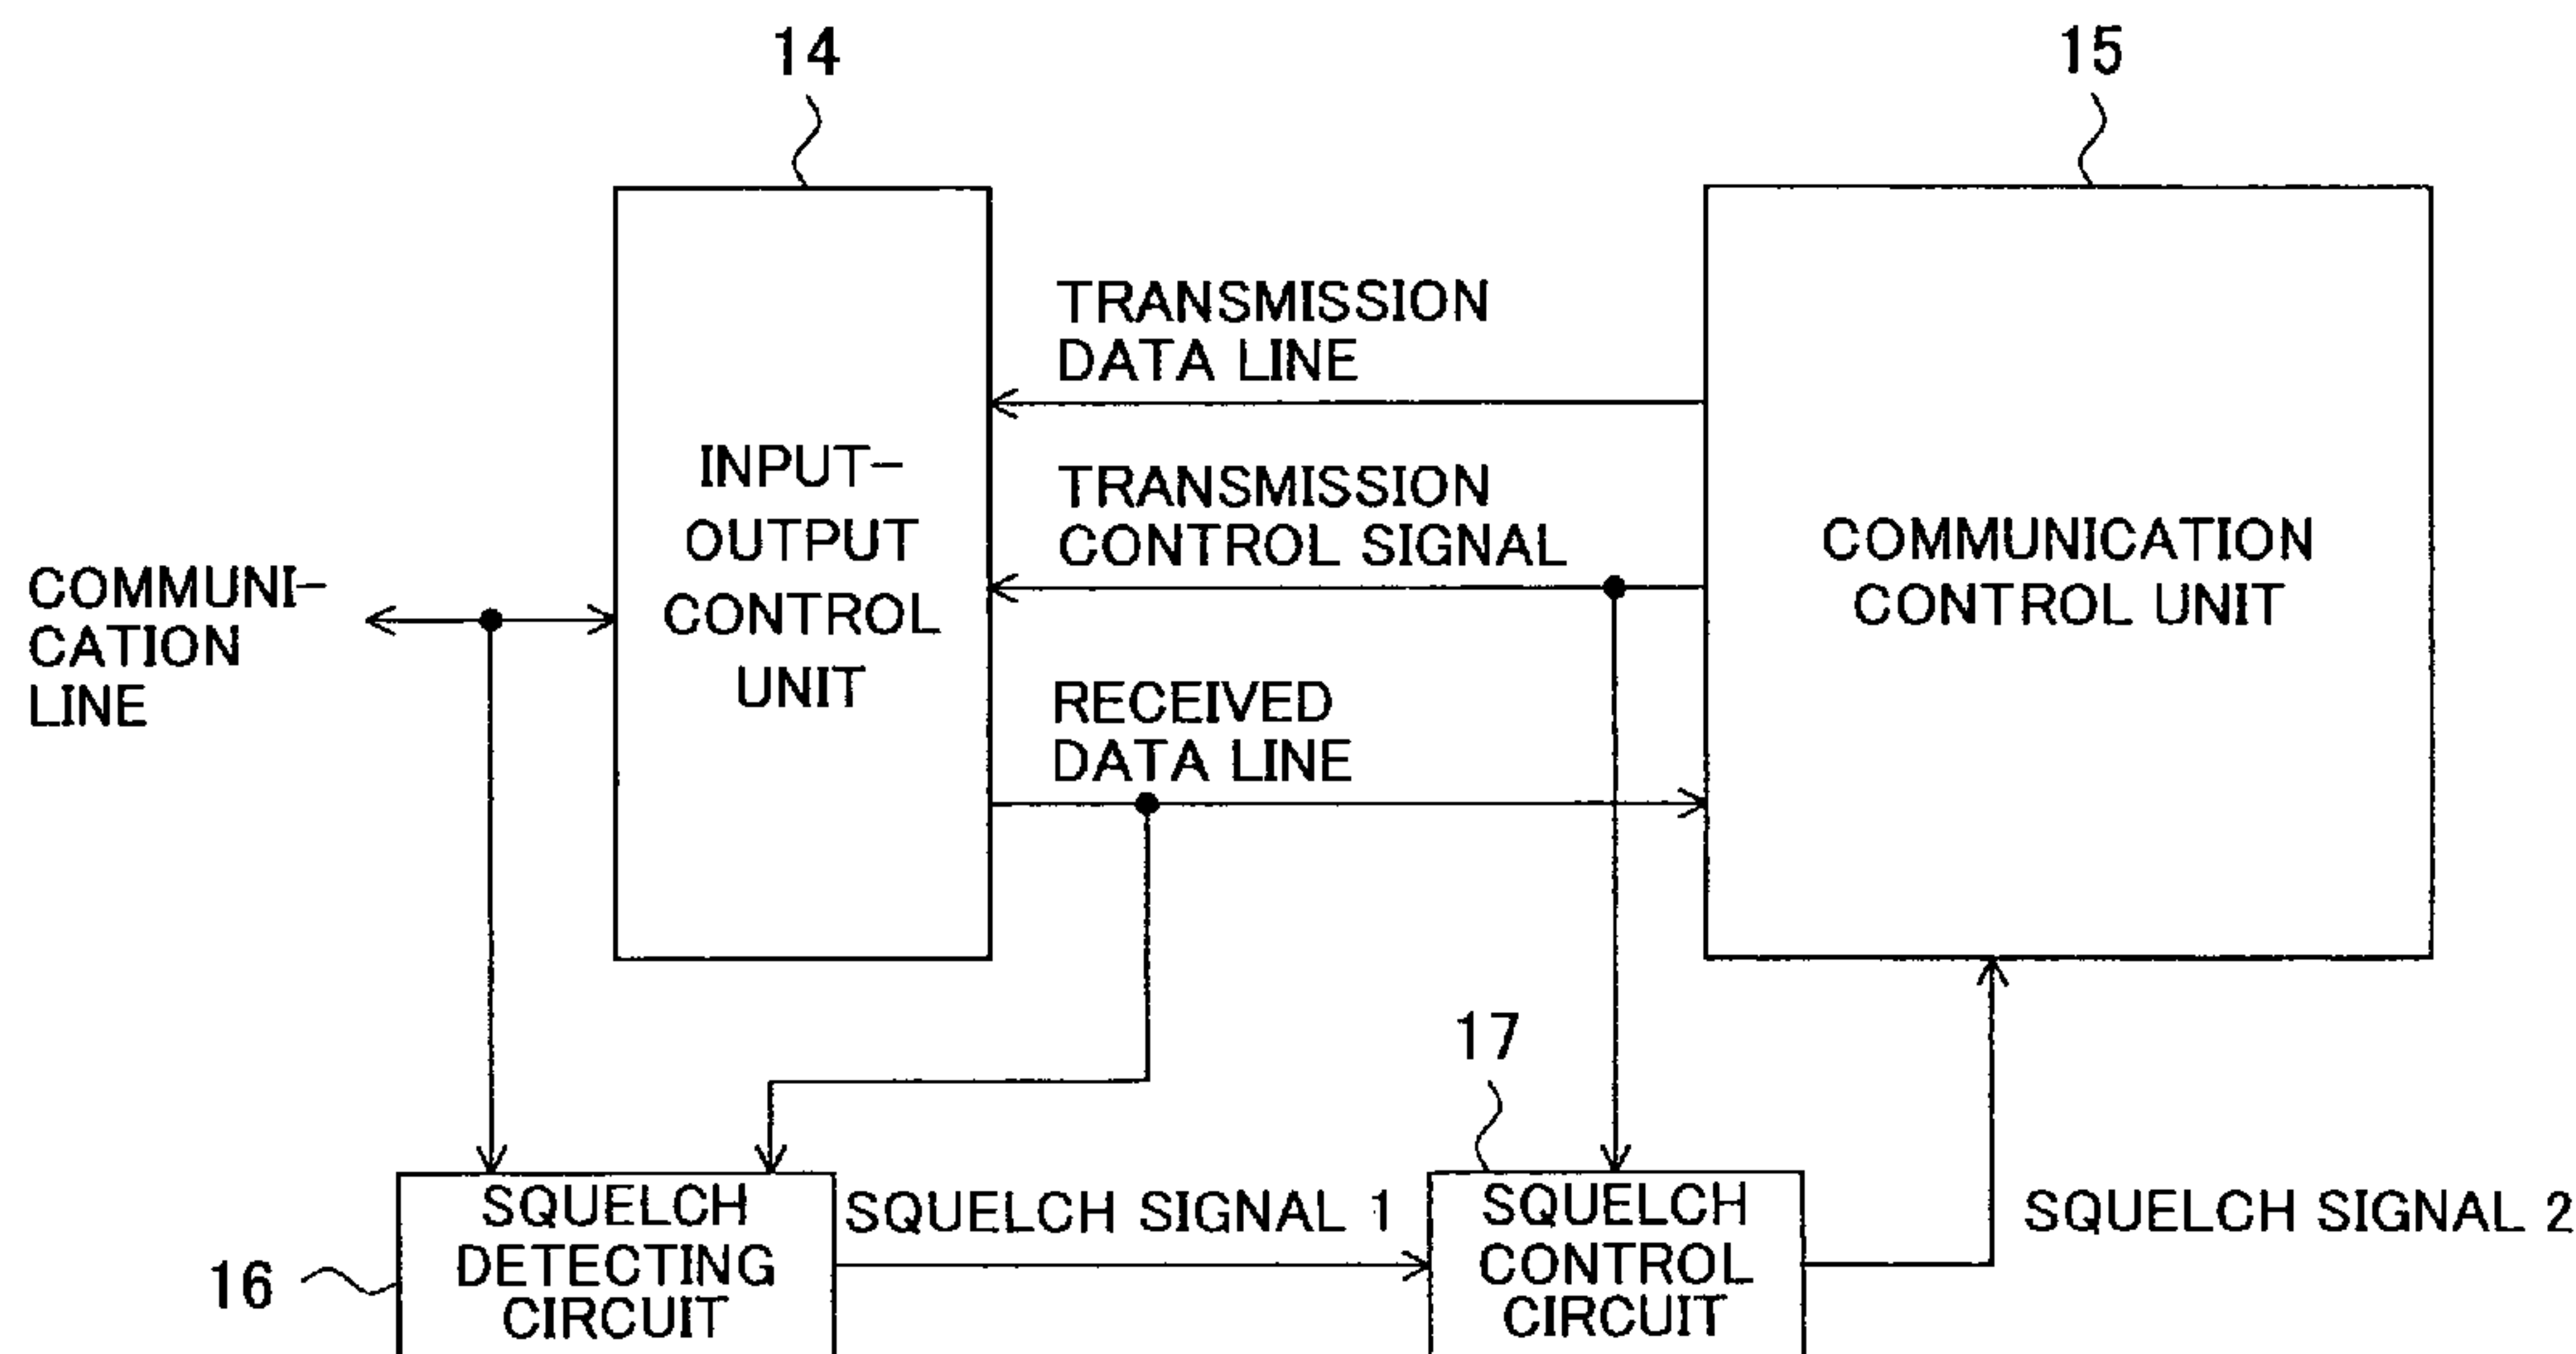 14
15
TRANSMISSION
DATA LINE
INPUT-
OUTPUT
CONTROL
UNIT
TRANSMISSION
CONTROL SIGNAL
COMMUNICATION
CONTROL UNIT
COMMUNI-
CATION
LINE
RECEIVED
DATA LINE
17
16
SQUELCH
DETECTING
CIRCUIT
SQUELCH SIGNAL 1
SQUELCH
CONTROL
CIRCUIT
SQUELCH SIGNAL 2